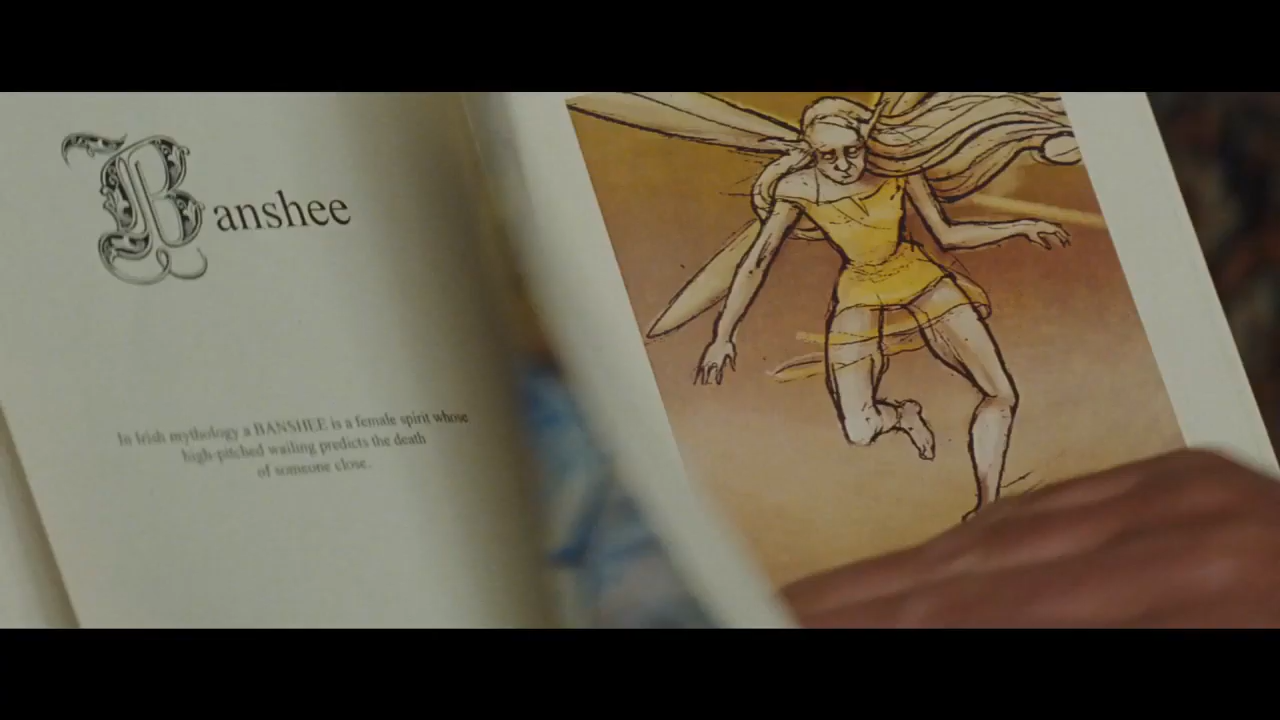 Banshee
In Irish mythology a BANSHEE is a female spirit whose
high-pitched wailing predicts the death
of someone close.